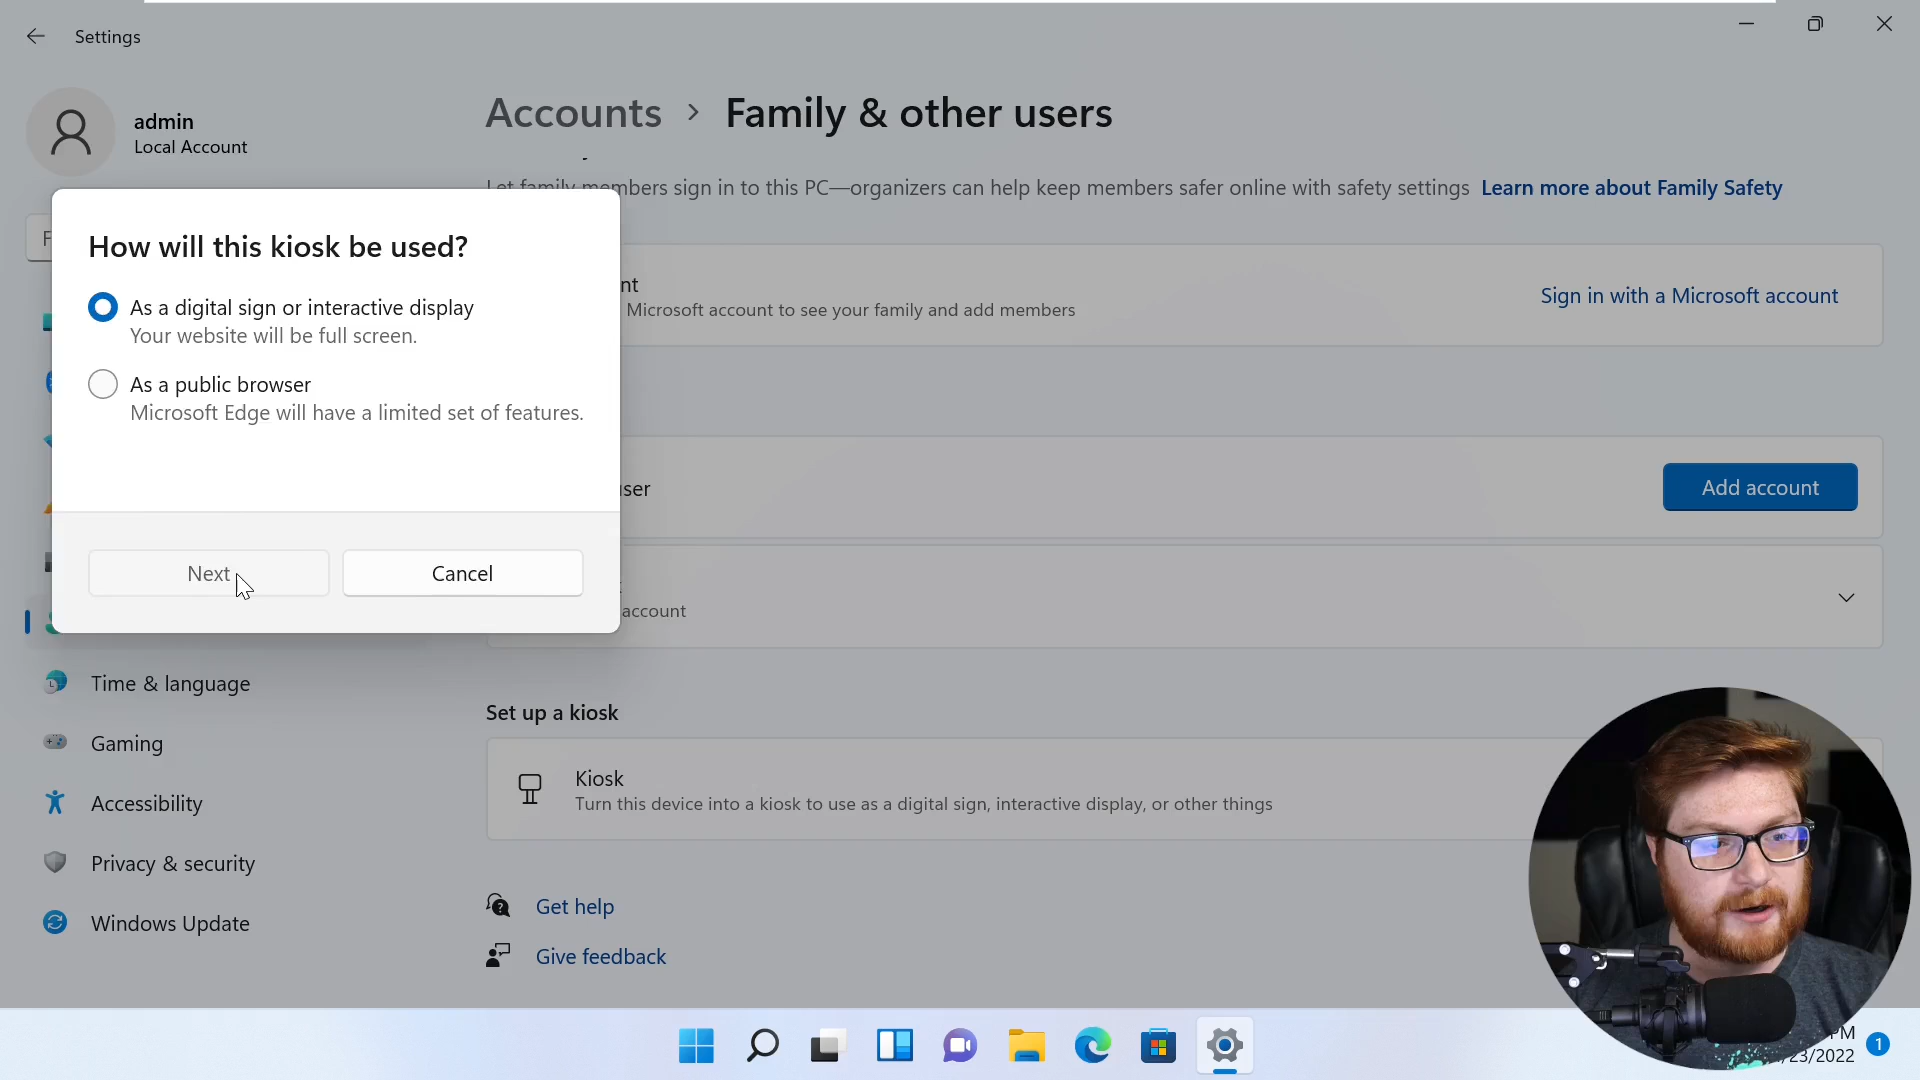 Settings
admin
Local Account
Accounts > Family & other users
members sign in to this PC—organizers can help keep members safer online with safety settings Learn more about Family Safety
How will this kiosk be used?
As a digital sign or interactive display
Your website will be full screen.
As a public browser
Microsoft Edge will have a limited set of features.
Next
Cancel
nt
Microsoft account to see your family and add members
Sign in with a Microsoft account
user
Add account
account
Time & language
Gaming
Accessibility
Privacy & security
Windows Update
Set up a kiosk
Kiosk
Turn this device into a kiosk to use as a digital sign, interactive display, or other things
Get help
Give feedback
PM
/23/2022
1